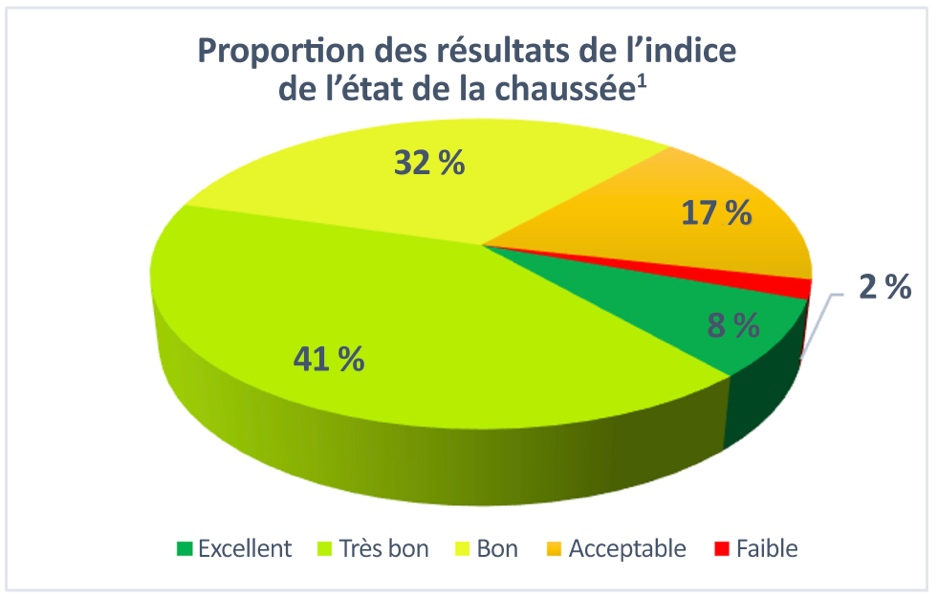 Proportion des résultats de l’indice
de l’état de la chaussée¹
32 %
17 %
2 %
8 %
41 %
Excellent Très bon Bon Acceptable Faible